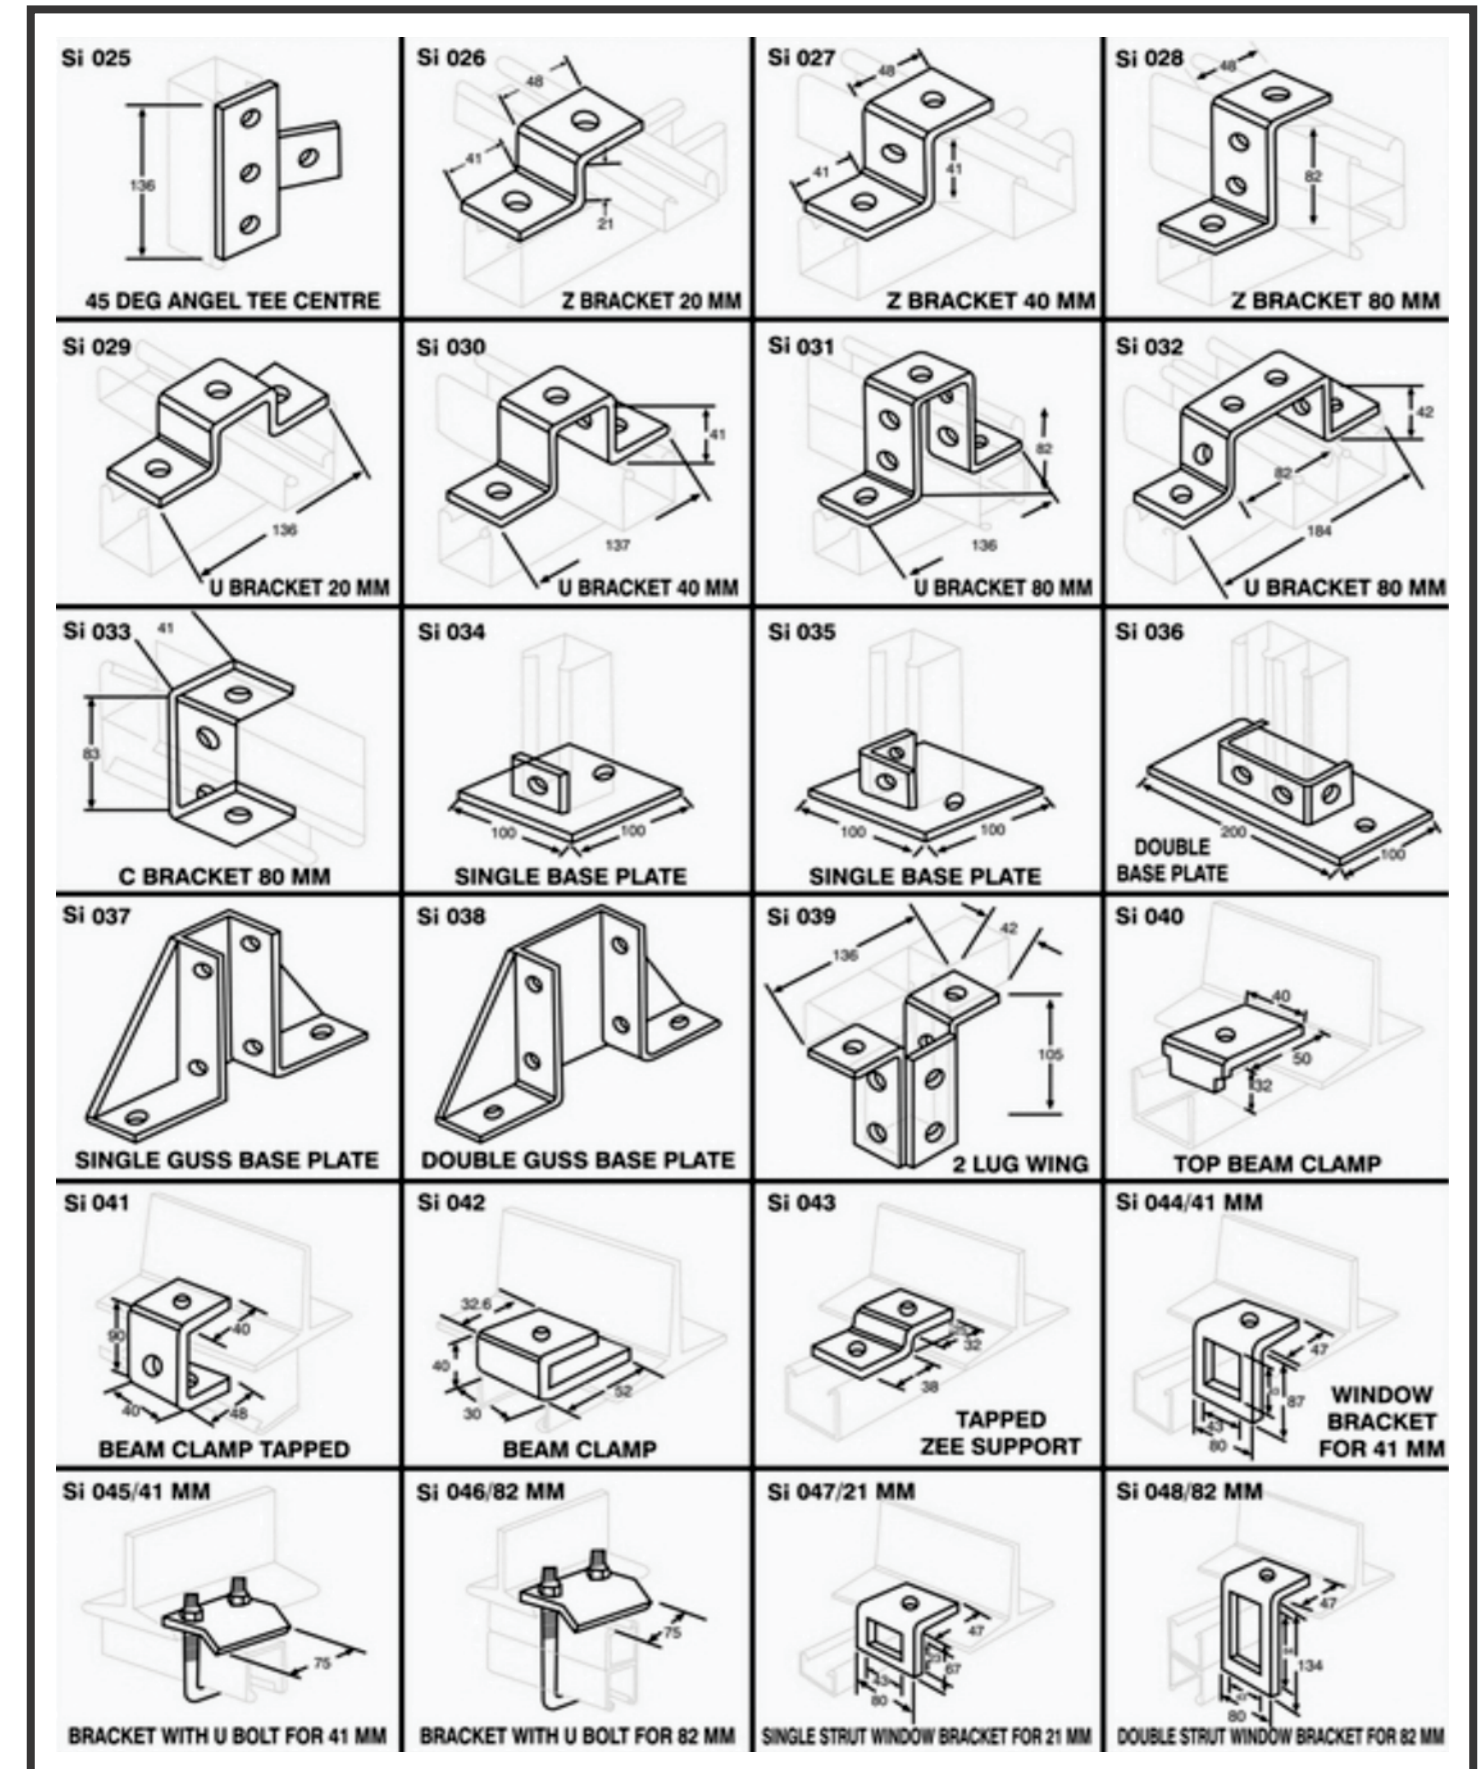 Si 025
136
45 DEG ANGEL TEE CENTRE
Si 026
48
41
21
Z BRACKET 20 MM
Si 027
48
41
41
Z BRACKET 40 MM
Si 028
48
82
Z BRACKET 80 MM
Si 029
136
U BRACKET 20 MM
Si 030
41
137
U BRACKET 40 MM
Si 031
82
136
U BRACKET 80 MM
Si 032
42
82
184
U BRACKET 80 MM
Si 033
41
83
C BRACKET 80 MM
Si 034
100
100
SINGLE BASE PLATE
Si 035
100
100
SINGLE BASE PLATE
Si 036
200
100
DOUBLE
BASE PLATE
Si 037
SINGLE GUSS BASE PLATE
Si 038
DOUBLE GUSS BASE PLATE
Si 039
136
42
105
2 LUG WING
Si 040
40
50
32
TOP BEAM CLAMP
Si 041
90
40
40
48
BEAM CLAMP TAPPED
Si 042
32.6
40
52
30
BEAM CLAMP
Si 043
32
38
TAPPED
ZEE SUPPORT
Si 044/41 MM
47
87
43
80
WINDOW
BRACKET
FOR 41 MM
Si 045/41 MM
75
BRACKET WITH U BOLT FOR 41 MM
Si 046/82 MM
75
BRACKET WITH U BOLT FOR 82 MM
Si 047/21 MM
47
67
43
80
SINGLE STRUT WINDOW BRACKET FOR 21 MM
Si 048/82 MM
47
134
80
DOUBLE STRUT WINDOW BRACKET FOR 82 MM